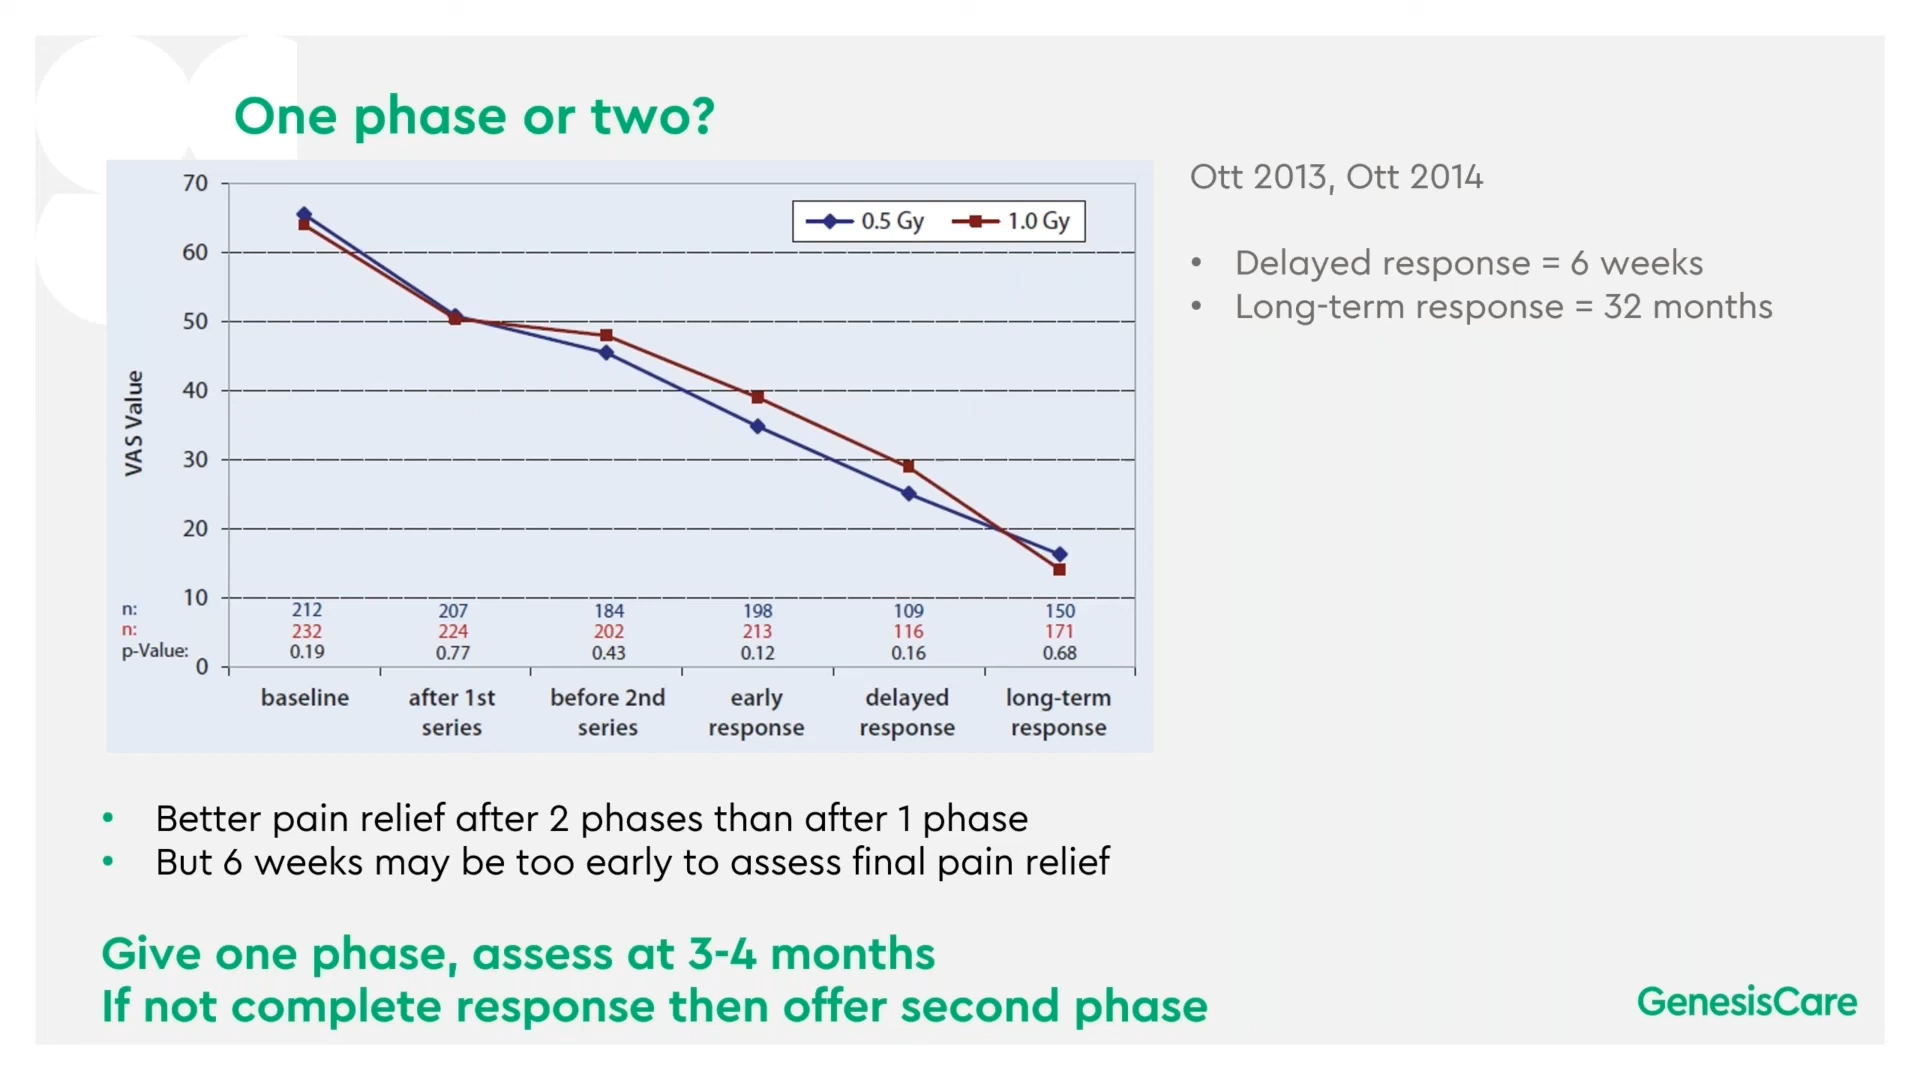 One phase or two?
Ott 2013, Ott 2014
• Delayed response = 6 weeks
• Long-term response = 32 months
0.5 Gy 1.0 Gy
VAS Value
70
60
50
40
30
20
10
0
n: 212 207 184 198 109 150
n: 232 224 202 213 116 171
p-Value: 0.19 0.77 0.43 0.12 0.16 0.68
baseline after 1st before 2nd early delayed long-term
series series response response response
• Better pain relief after 2 phases than after 1 phase
• But 6 weeks may be too early to assess final pain relief
Give one phase, assess at 3-4 months
If not complete response then offer second phase
GenesisCare